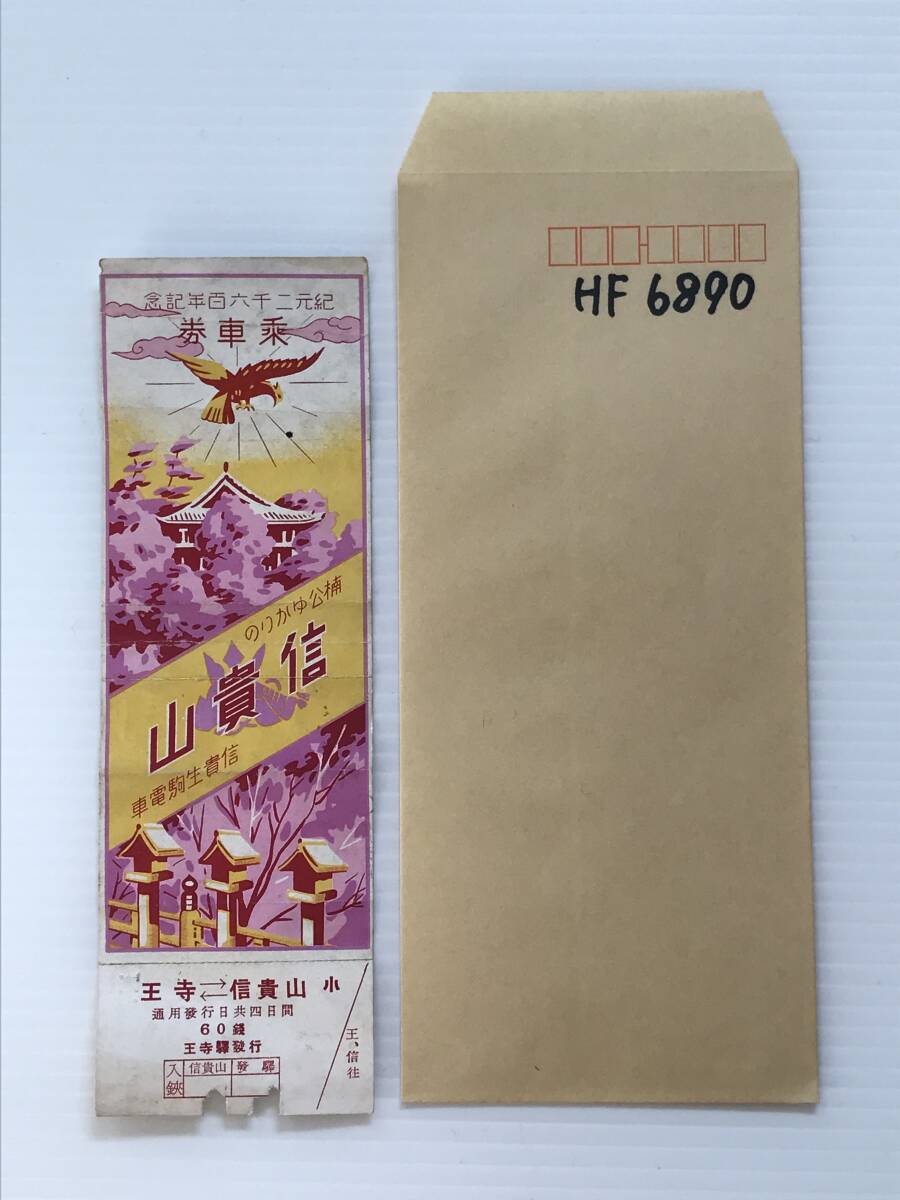 念記年百六千二元紀
券車乘
のりかゆ公楠
山貴信
車電駒生貴信
王寺⇄信貴山 小
通用發行日共四日間
60錢
王寺驛發行
入鋏
信貴山
發驛
王、信往
HF 6890